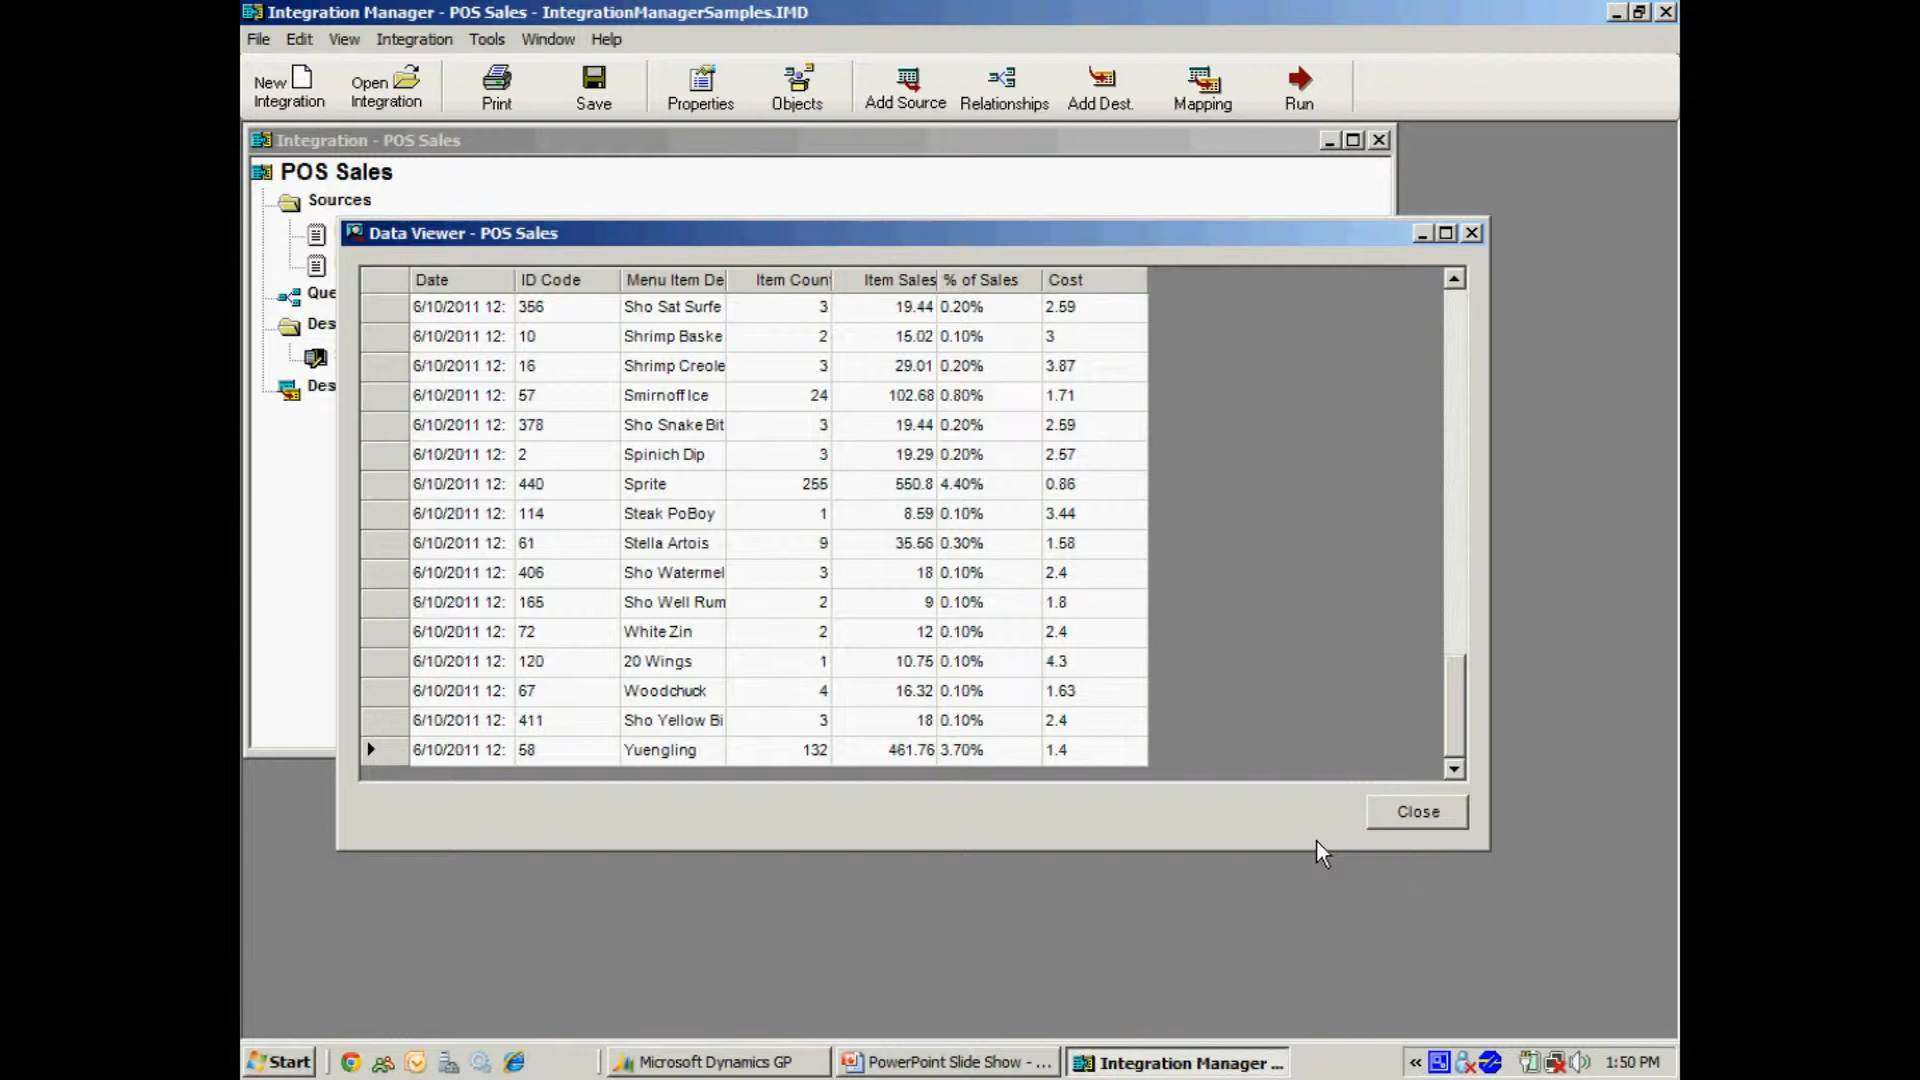 Integration Manager - POS Sales - IntegrationManagerSamples.IMD
File Edit View Integration Tools Window Help
New Integration Open Integration Print Save Properties Objects Add Source Relationships Add Dest. Mapping Run
Integration - POS Sales
POS Sales
Sources
Data Viewer - POS Sales
Que
Des
Des
Date ID Code Menu Item De Item Coun Item Sales % of Sales Cost
6/10/2011 12: 356 Sho Sat Surfe 3 19.44 0.20% 2.59
6/10/2011 12: 10 Shrimp Baske 2 15.02 0.10% 3
6/10/2011 12: 16 Shrimp Creole 3 29.01 0.20% 3.87
6/10/2011 12: 57 Smirnoff Ice 24 102.68 0.80% 1.71
6/10/2011 12: 378 Sho Snake Bit 3 19.44 0.20% 2.59
6/10/2011 12: 2 Spinich Dip 3 19.29 0.20% 2.57
6/10/2011 12: 440 Sprite 255 550.8 4.40% 0.86
6/10/2011 12: 114 Steak PoBoy 1 8.59 0.10% 3.44
6/10/2011 12: 61 Stella Artois 9 35.56 0.30% 1.58
6/10/2011 12: 406 Sho Watermel 3 18 0.10% 2.4
6/10/2011 12: 165 Sho Well Rum 2 9 0.10% 1.8
6/10/2011 12: 72 White Zin 2 12 0.10% 2.4
6/10/2011 12: 120 20 Wings 1 10.75 0.10% 4.3
6/10/2011 12: 67 Woodchuck 4 16.32 0.10% 1.63
6/10/2011 12: 411 Sho Yellow Bi 3 18 0.10% 2.4
6/10/2011 12: 58 Yuengling 132 461.76 3.70% 1.4
Close
Start Microsoft Dynamics GP PowerPoint Slide Show - ... Integration Manager ... « 1:50 PM